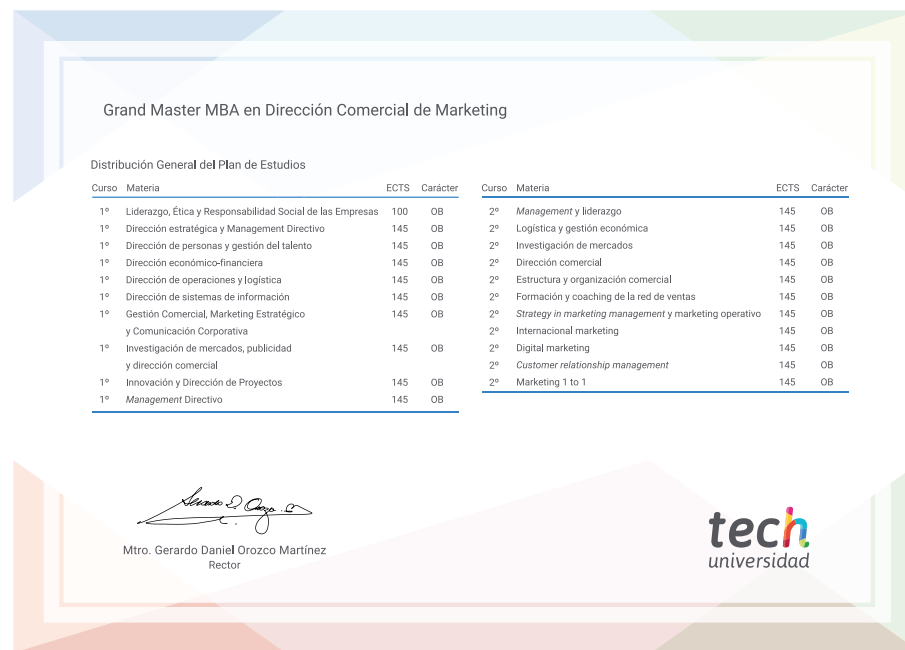 Grand Master MBA en Dirección Comercial de Marketing
Distribución General del Plan de Estudios
Curso Materia ECTS Carácter
1º Liderazgo, Ética y Responsabilidad Social de las Empresas 100 OB
1º Dirección estratégica y Management Directivo 145 OB
1º Dirección de personas y gestión del talento 145 OB
1º Dirección económico-financiera 145 OB
1º Dirección de operaciones y logística 145 OB
1º Dirección de sistemas de información 145 OB
1º Gestión Comercial, Marketing Estratégico 145 OB
y Comunicación Corporativa
1º Investigación de mercados, publicidad 145 OB
y dirección comercial
1º Innovación y Dirección de Proyectos 145 OB
1º Management Directivo 145 OB
Curso Materia ECTS Carácter
2º Management y liderazgo 145 OB
2º Logística y gestión económica 145 OB
2º Investigación de mercados 145 OB
2º Dirección comercial 145 OB
2º Estructura y organización comercial 145 OB
2º Formación y coaching de la red de ventas 145 OB
2º Strategy in marketing management y marketing operativo 145 OB
2º Internacional marketing 145 OB
2º Digital marketing 145 OB
2º Customer relationship management 145 OB
2º Marketing 1 to 1 145 OB
Mtro. Gerardo Daniel Orozco Martínez
Rector
tech
universidad